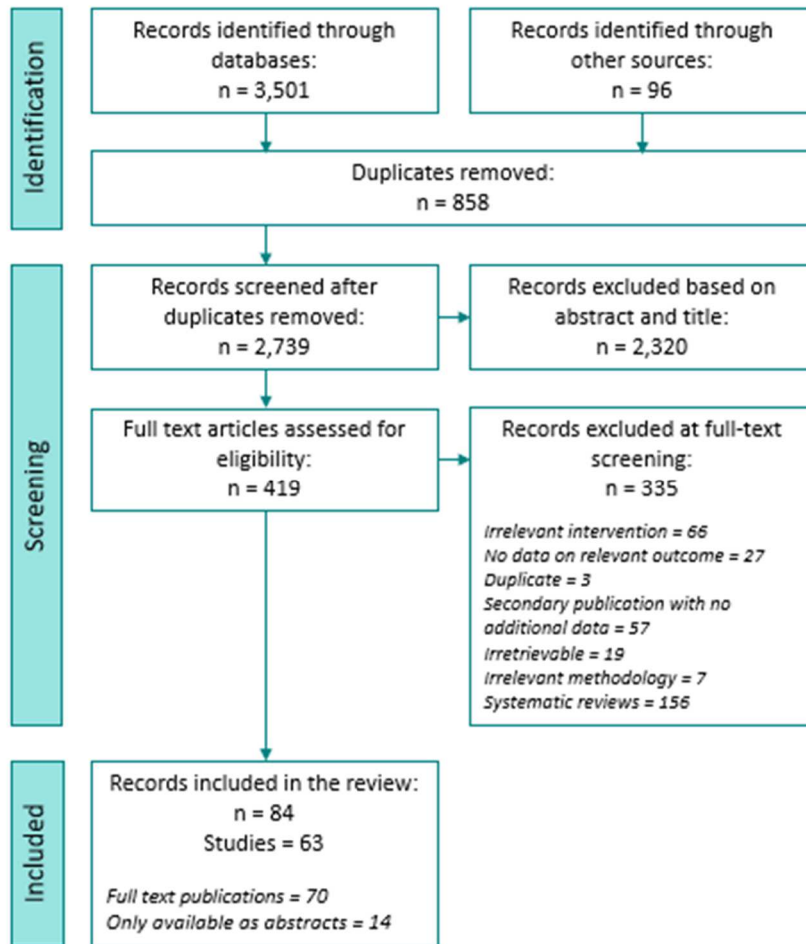 Identification
Records identified through
databases:
n = 3,501
Records identified through
other sources:
n = 96
Duplicates removed:
n = 858
Screening
Records screened after
duplicates removed:
n = 2,739
Records excluded based on
abstract and title:
n = 2,320
Full text articles assessed for
eligibility:
n = 419
Records excluded at full-text
screening:
n = 335
Irrelevant intervention = 66
No data on relevant outcome = 27
Duplicate = 3
Secondary publication with no
additional data = 57
Irretrievable = 19
Irrelevant methodology = 7
Systematic reviews = 156
Included
Records included in the review:
n = 84
Studies = 63
Full text publications = 70
Only available as abstracts = 14